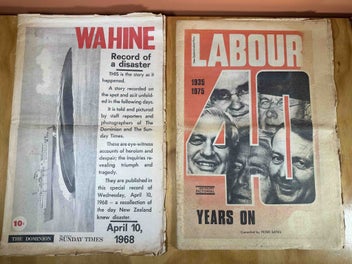 WAHINE
Record of
a disaster
THIS is the story as it
happened.
A story recorded on
the spot and as it unfold-
ed in the following days.
It is told and pictured
by staff reporters and
photographers of The
Dominion and The Sun-
day Times.
These are eye-witness
accounts of heroism and
despair; the inquiries re-
vealing triumph and
tragedy.
They are published in
this special record of
Wednesday, April 10,
1968 — a recollection of
the day New Zealand
knew disaster.
April 10,
1968
10c
THE DOMINION
SUNDAY TIMES
LABOUR
1935
1975
40
YEARS ON
Compiled by PETER BATES